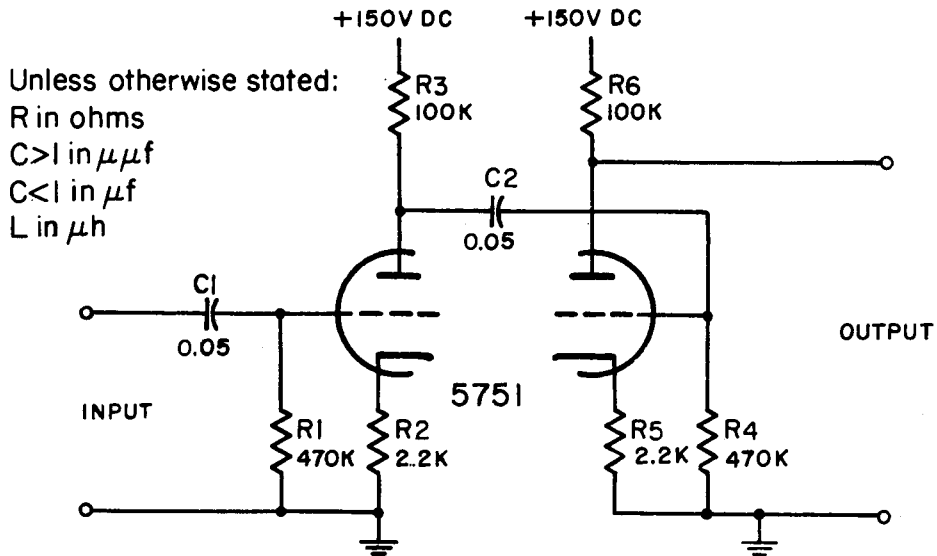 +150V DC
+150V DC
Unless otherwise stated:
R in ohms
C>1 in μμf
C<1 in μf
L in μh
R3
100K
R6
100K
C2
0.05
C1
0.05
INPUT
OUTPUT
5751
R1
470K
R2
2.2K
R5
2.2K
R4
470K